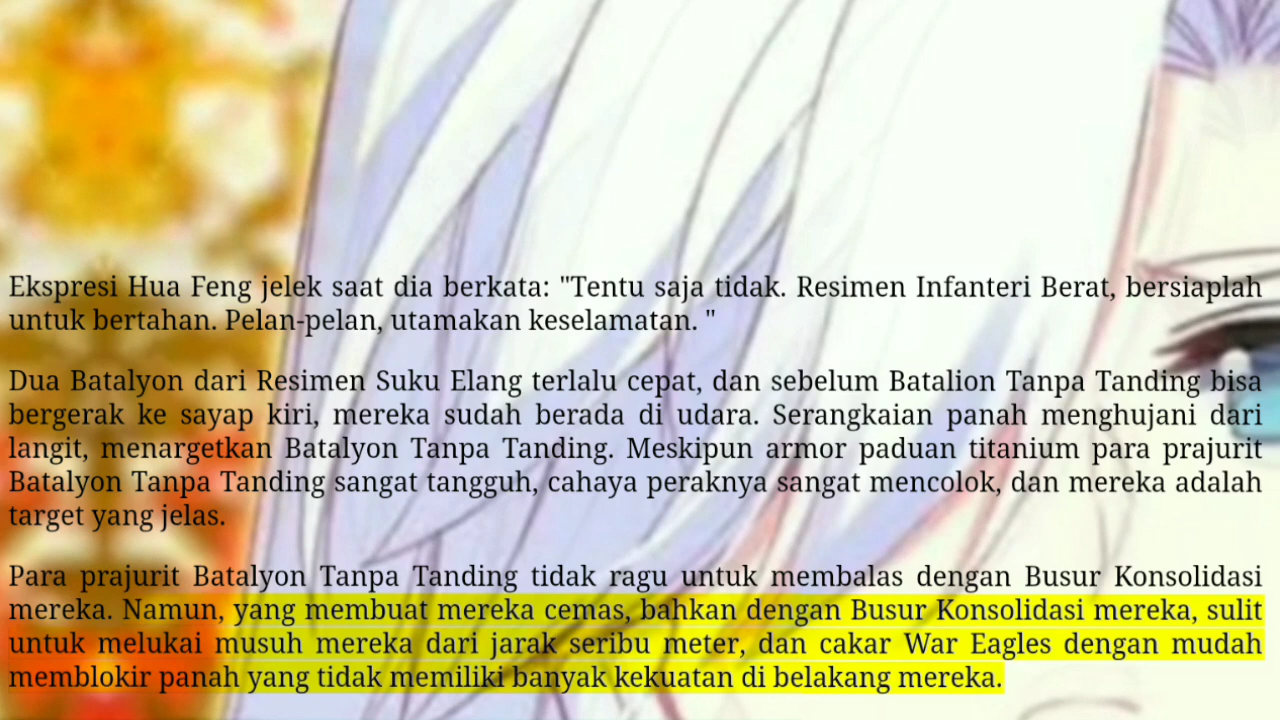 Ekspresi Hua Feng jelek saat dia berkata: "Tentu saja tidak. Resimen Infanteri Berat, bersiaplah
untuk bertahan. Pelan-pelan, utamakan keselamatan. "
Dua Batalyon dari Resimen Suku Elang terlalu cepat, dan sebelum Batalion Tanpa Tanding bisa
bergerak ke sayap kiri, mereka sudah berada di udara. Serangkaian panah menghujani dari
langit, menargetkan Batalyon Tanpa Tanding. Meskipun armor paduan titanium para prajurit
Batalyon Tanpa Tanding sangat tangguh, cahaya peraknya sangat mencolok, dan mereka adalah
target yang jelas.
Para prajurit Batalyon Tanpa Tanding tidak ragu untuk membalas dengan Busur Konsolidasi
mereka. Namun, yang membuat mereka cemas, bahkan dengan Busur Konsolidasi mereka, sulit
untuk melukai musuh mereka dari jarak seribu meter, dan cakar War Eagles dengan mudah
memblokir panah yang tidak memiliki banyak kekuatan di belakang mereka.